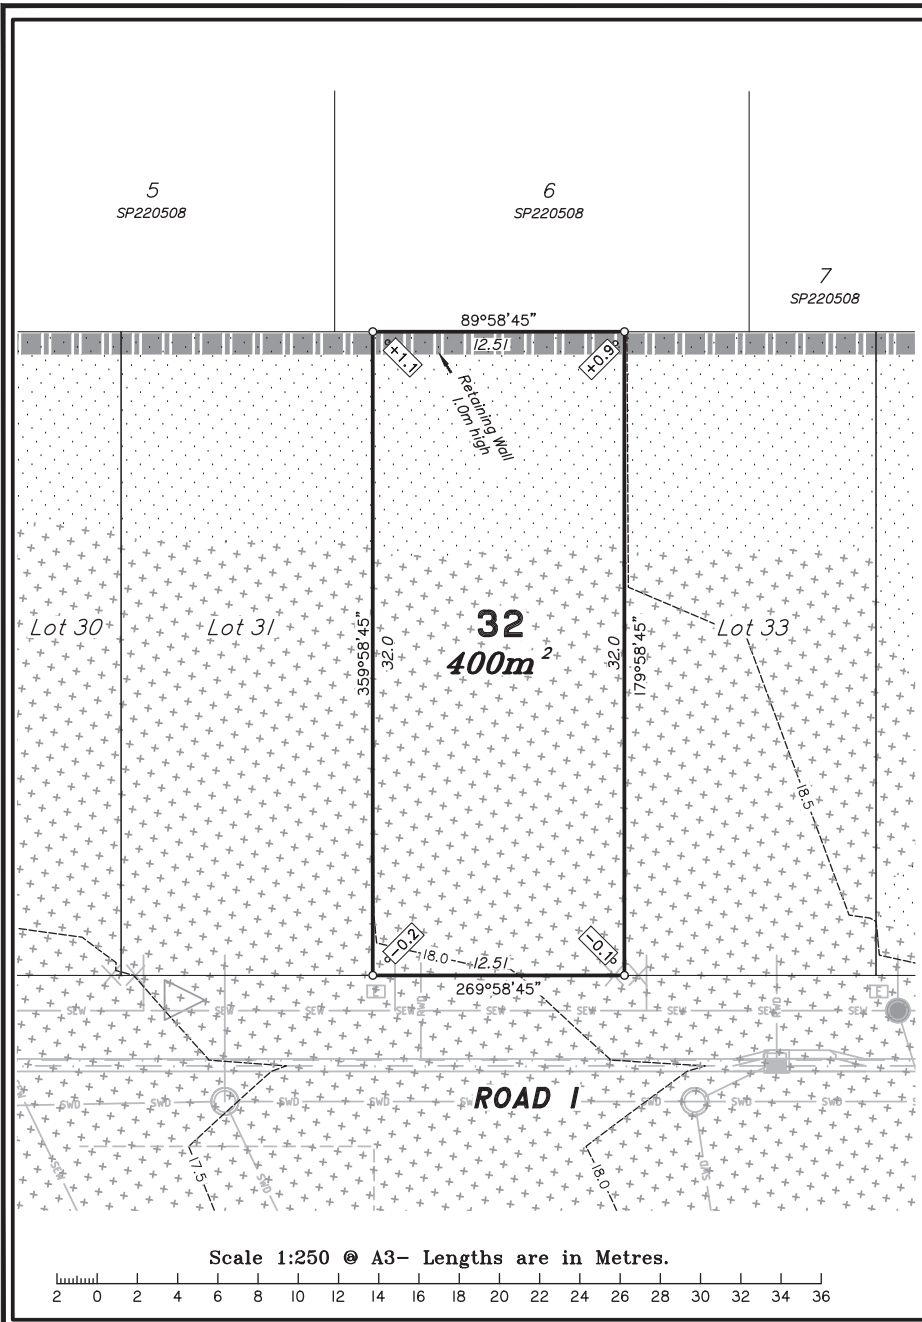 5
SP220508
6
SP220508
7
SP220508
89°58'45"
12.51
+1.1
+0.9
Retaining Wall
1.0m high
Lot 30
Lot 31
32
400m²
Lot 33
359°58'45"
32.0
32.0
179°58'45"
18.5
-0.2
-0.1
18.0
12.51
269°58'45"
E
E
SEW
SEW
SEW
SEW
SEW
SEW
SEW
SEW
RWD
RWD
ROAD 1
SWD
SWD
SWD
SWD
SWD
SWD
SWD
SEW
SWD
SWD
17.5
18.0
Scale 1:250 @ A3- Lengths are in Metres.
2 0 2 4 6 8 10 12 14 16 18 20 22 24 26 28 30 32 34 36